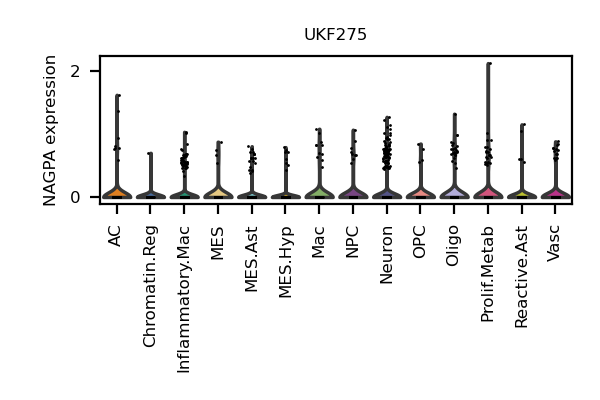 UKF275
NAGPA expression
2
0
AC
Chromatin.Reg
Inflammatory.Mac
MES
MES.Ast
MES.Hyp
Mac
NPC
Neuron
OPC
Oligo
Prolif.Metab
Reactive.Ast
Vasc